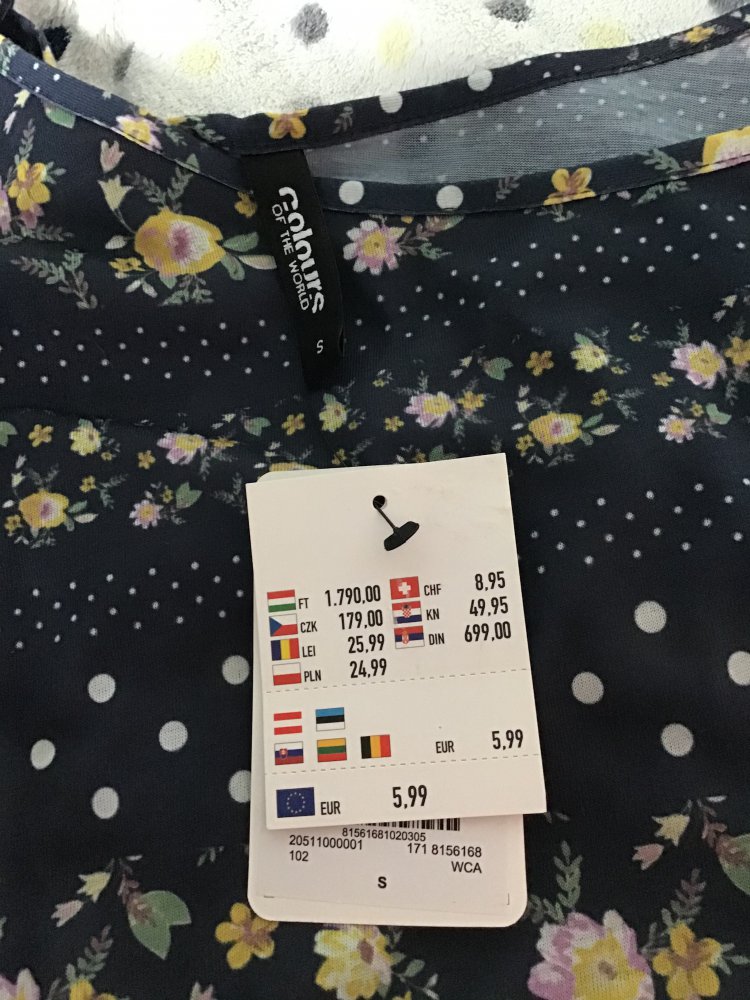 Colours
OF THE WORLD
S
FT 1.790,00 CHF 8,95
CZK 179,00 KN 49,95
LEI 25,99 DIN 699,00
PLN 24,99
EUR 5,99
EUR 5,99
81561681020305
20511000001 171 8156168
102 WCA
S